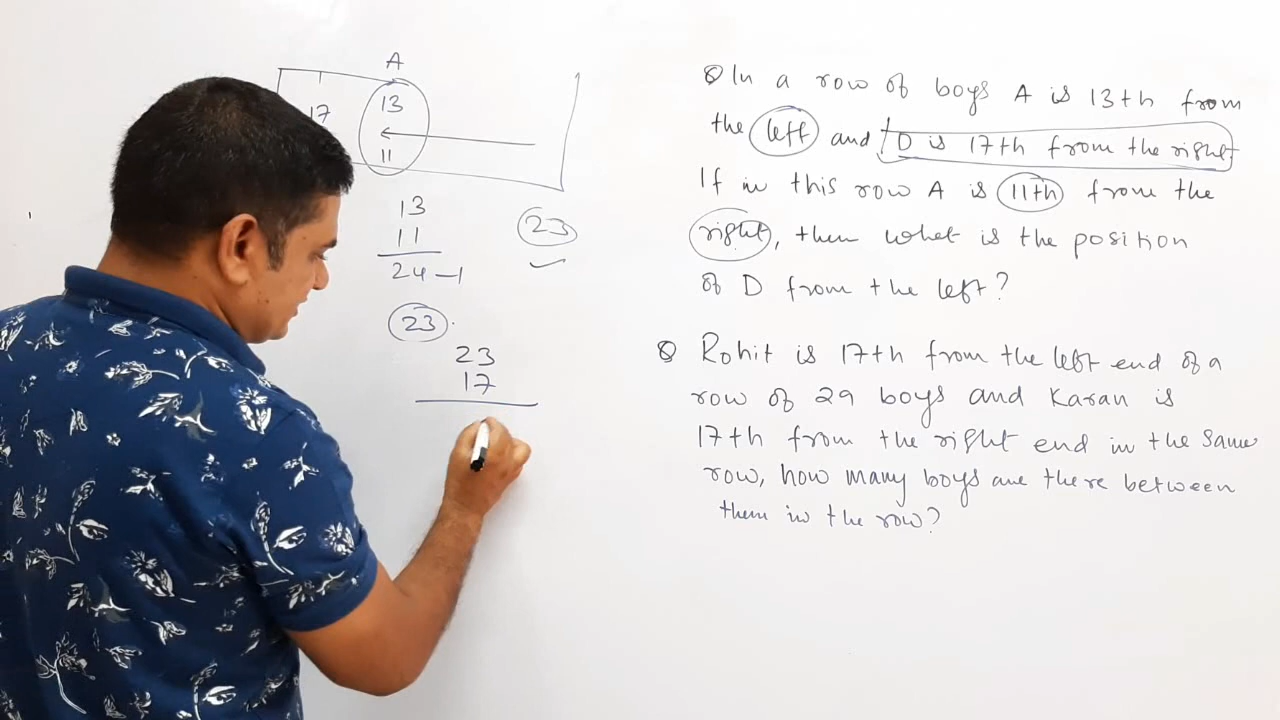 A
17 13
11
13
11
24-1
23
23
23
17
Q In a row of boys A is 13th from
the left and D is 17th from the right
If in this row A is 11th from the
right, then what is the position
of D from the left?
Q Rohit is 17th from the left end of a
row of 29 boys and Karan is
17th from the right end in the same
row, how many boys are there between
them in the row?